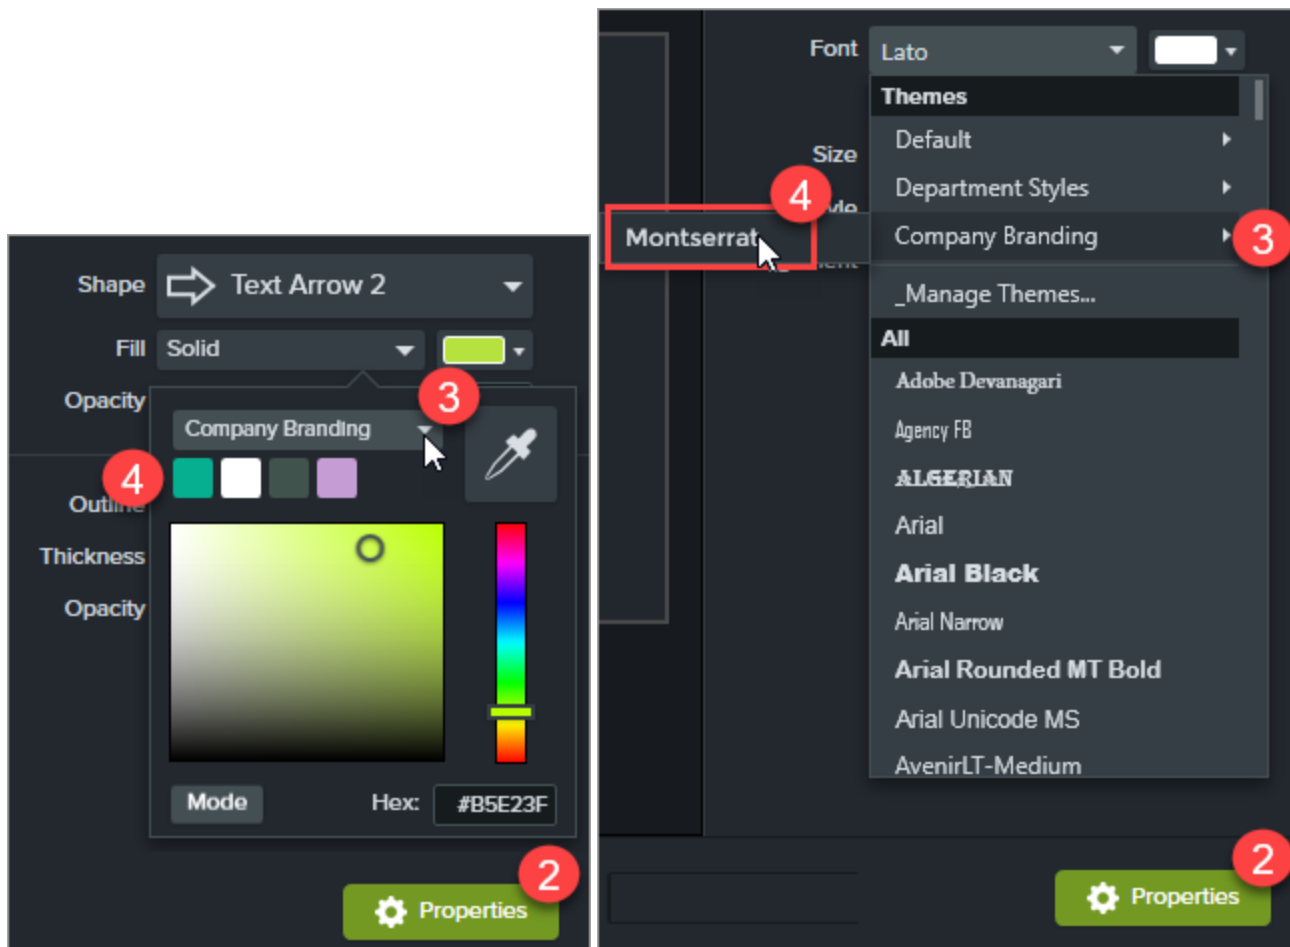 Shape Text Arrow 2
Fill Solid
3
Opacity
Company Branding
4
Outline
Thickness
Opacity
Mode Hex: #B5E23F
2
Properties
Font Lato
Themes
Default
Size
Department Styles
4
Montserrat
Company Branding
3
_Manage Themes...
All
Adobe Devanagari
Agency FB
ALGERIAN
Arial
Arial Black
Arial Narrow
Arial Rounded MT Bold
Arial Unicode MS
AvenirLT-Medium
2
Properties